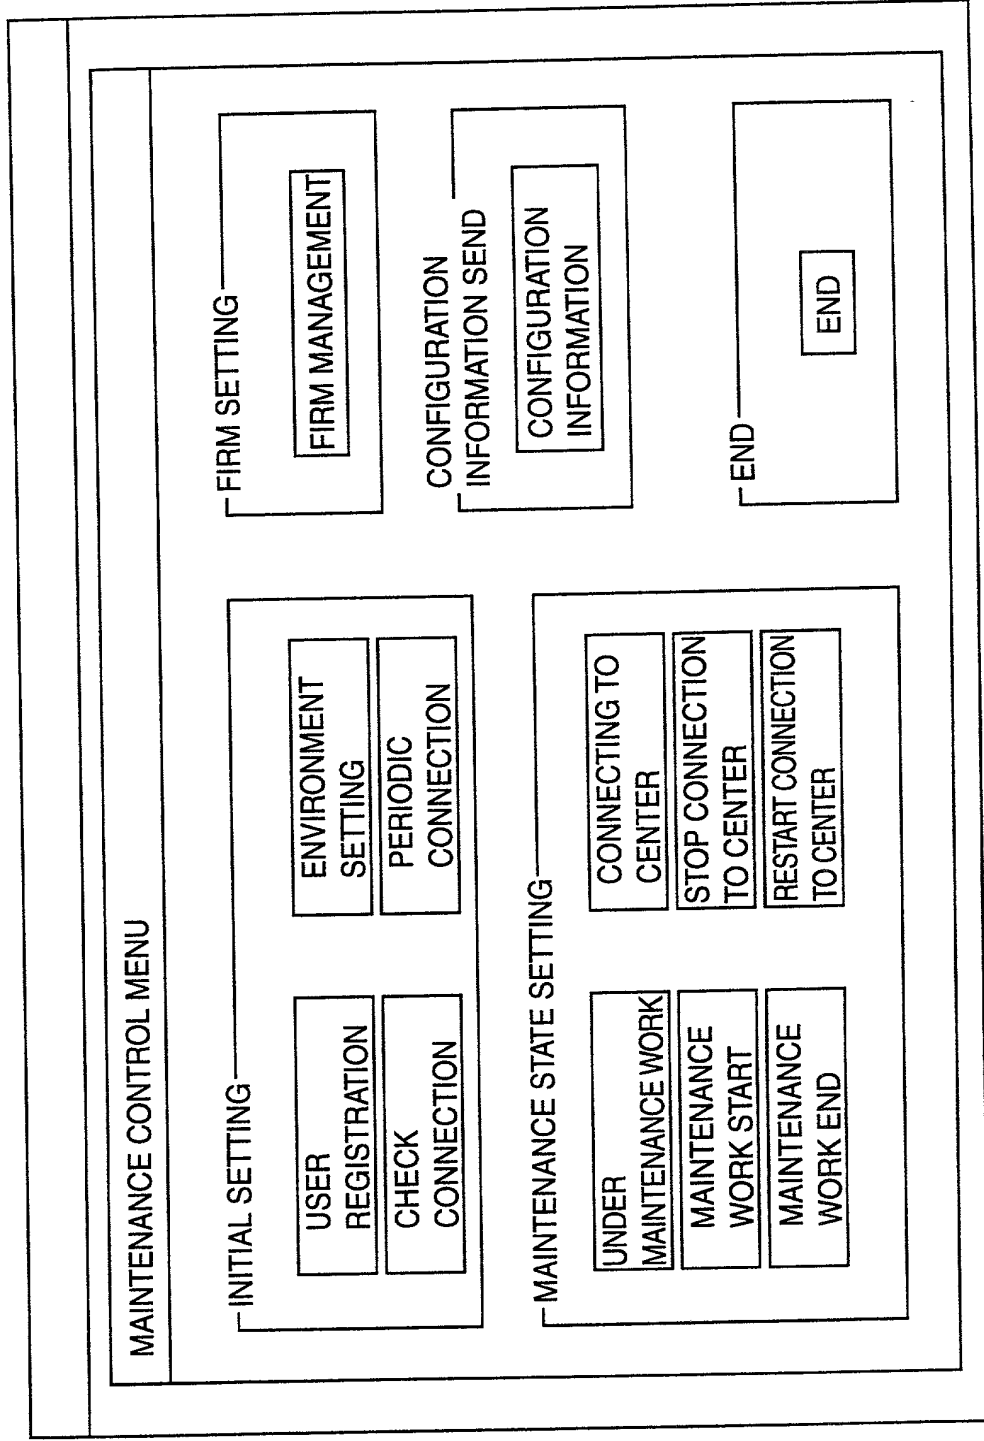 MAINTENANCE CONTROL MENU
INITIAL SETTING
USER
REGISTRATION
ENVIRONMENT
SETTING
CHECK
CONNECTION
PERIODIC
CONNECTION
MAINTENANCE STATE SETTING
UNDER
MAINTENANCE WORK
CONNECTING TO
CENTER
MAINTENANCE
WORK START
STOP CONNECTION
TO CENTER
MAINTENANCE
WORK END
RESTART CONNECTION
TO CENTER
FIRM SETTING
FIRM MANAGEMENT
CONFIGURATION
INFORMATION SEND
CONFIGURATION
INFORMATION
END
END